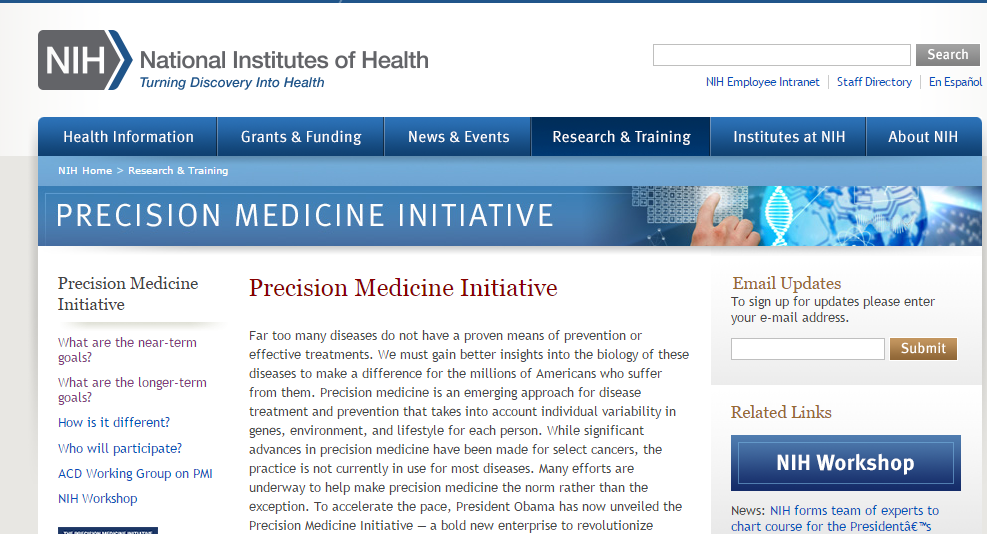 NIH National Institutes of Health
Turning Discovery Into Health
Search
NIH Employee Intranet Staff Directory En Español
Health Information Grants & Funding News & Events Research & Training Institutes at NIH About NIH
NIH Home > Research & Training
PRECISION MEDICINE INITIATIVE
Precision Medicine
Initiative
What are the near-term
goals?
What are the longer-term
goals?
How is it different?
Who will participate?
ACD Working Group on PMI
NIH Workshop
THE PRECISION MEDICINE INITIATIVE
Precision Medicine Initiative
Far too many diseases do not have a proven means of prevention or
effective treatments. We must gain better insights into the biology of these
diseases to make a difference for the millions of Americans who suffer
from them. Precision medicine is an emerging approach for disease
treatment and prevention that takes into account individual variability in
genes, environment, and lifestyle for each person. While significant
advances in precision medicine have been made for select cancers, the
practice is not currently in use for most diseases. Many efforts are
underway to help make precision medicine the norm rather than the
exception. To accelerate the pace, President Obama has now unveiled the
Precision Medicine Initiative — a bold new enterprise to revolutionize
Email Updates
To sign up for updates please enter
your e-mail address.
Submit
Related Links
NIH Workshop
News: NIH forms team of experts to
chart course for the Presidentâ€™s